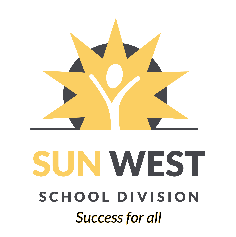 SUN WEST
SCHOOL DIVISION
Success for all